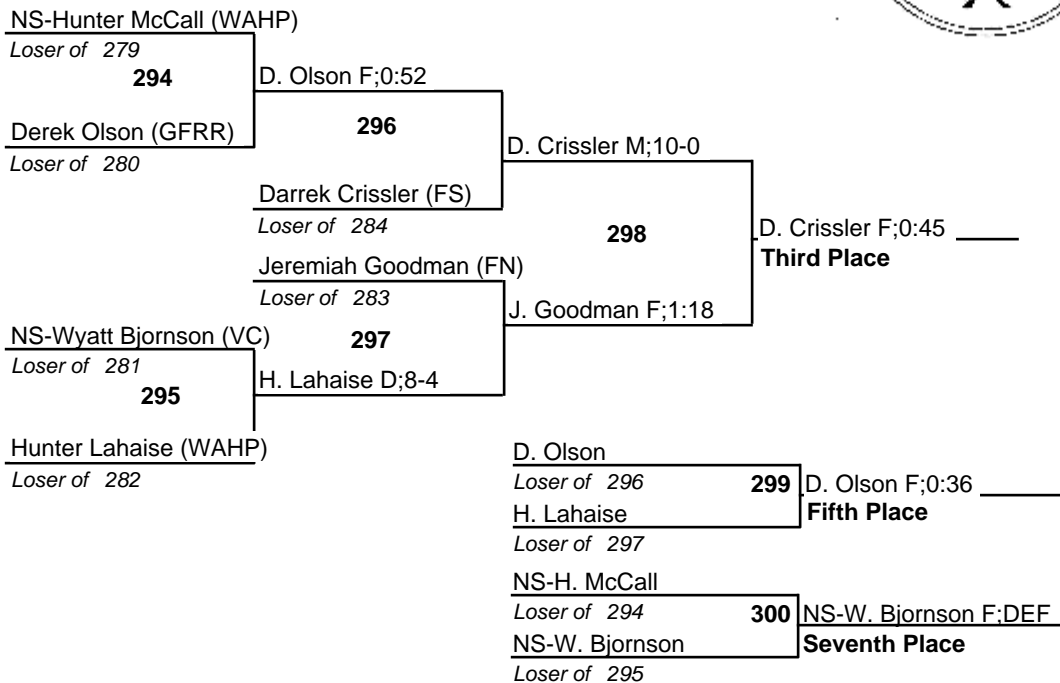 NS-Hunter McCall (WAHP)
Loser of 279
294
D. Olson F;0:52
Derek Olson (GFRR)
Loser of 280
296
D. Crissler M;10-0
Darrek Crissler (FS)
Loser of 284
298
D. Crissler F;0:45
Third Place
Jeremiah Goodman (FN)
Loser of 283
J. Goodman F;1:18
NS-Wyatt Bjornson (VC)
Loser of 281
297
295
H. Lahaise D;8-4
Hunter Lahaise (WAHP)
Loser of 282
D. Olson
Loser of 296
299
D. Olson F;0:36
Fifth Place
H. Lahaise
Loser of 297
NS-H. McCall
Loser of 294
300
NS-W. Bjornson F;DEF
Seventh Place
NS-W. Bjornson
Loser of 295